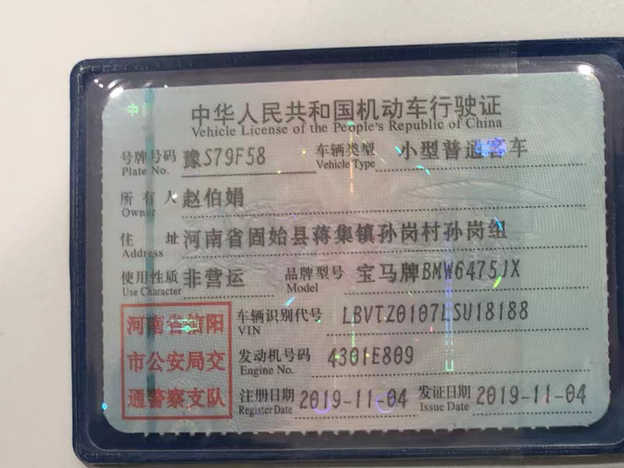 中华人民共和国机动车行驶证
Vehicle License of the People's Republic of China
号牌号码 豫S79F58 车辆类型 小型普通客车
Plate No. Vehicle Type
所有人 赵伯娟
Owner
住址 河南省固始县蒋集镇孙岗村孙岗组
Address
使用性质 非营运 品牌型号 宝马牌BMW6475JX
Use Character Model
河南省信阳 车辆识别代号 LBVTZ0107LSU18188
VIN
市公安局交 发动机号码 4301E809
Engine No.
通警察支队 注册日期 2019-11-04 发证日期 2019-11-04
Register Date Issue Date